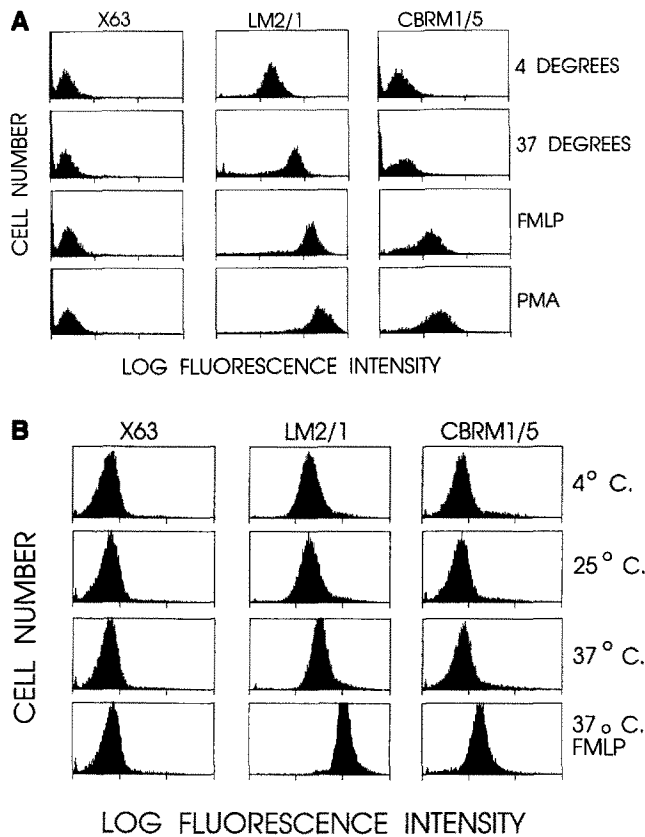 A
X63 LM2/1 CBRM1/5
4 DEGREES
37 DEGREES
FMLP
PMA
CELL NUMBER
LOG FLUORESCENCE INTENSITY
B
X63 LM2/1 CBRM1/5
4° C.
25° C.
37° C.
37° C.
FMLP
CELL NUMBER
LOG FLUORESCENCE INTENSITY